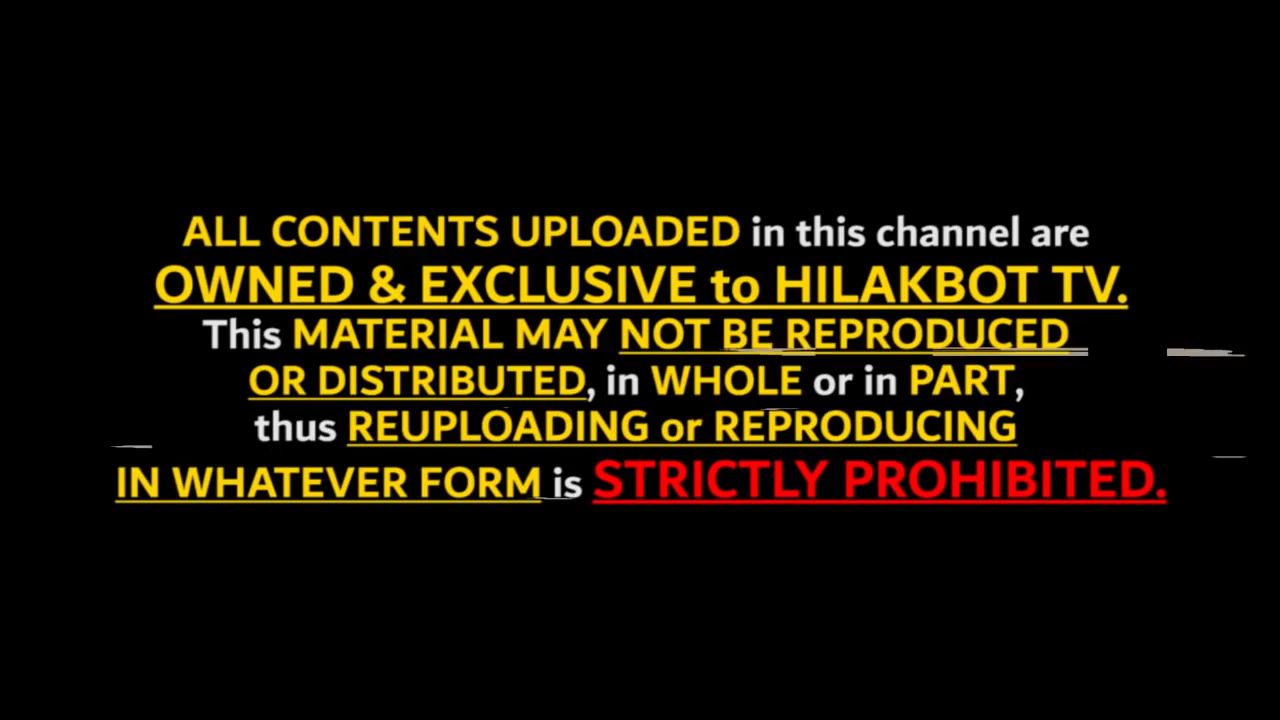 ALL CONTENTS UPLOADED in this channel are
OWNED & EXCLUSIVE to HILAKBOT TV.
This MATERIAL MAY NOT BE REPRODUCED
OR DISTRIBUTED, in WHOLE or in PART,
thus REUPLOADING or REPRODUCING
IN WHATEVER FORM is STRICTLY PROHIBITED.